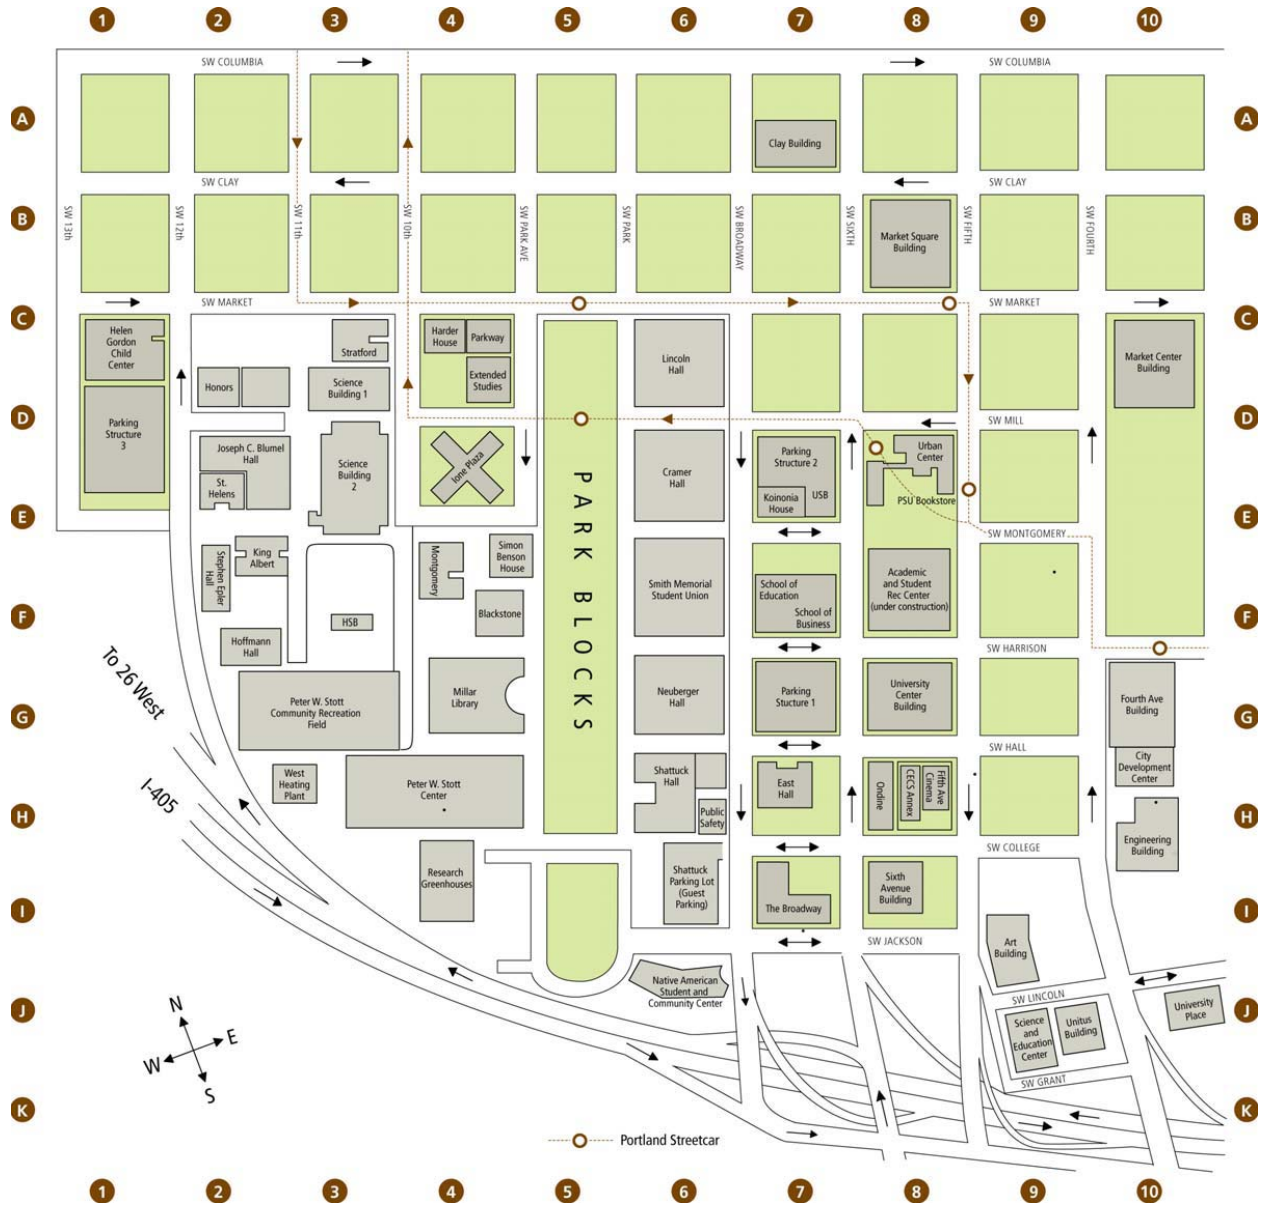 1 2 3 4 5 6 7 8 9 10
SW COLUMBIA
SW COLUMBIA
A
A
Clay Building
SW CLAY
SW CLAY
B
B
SW 13th
SW 12th
SW 11th
SW 10th
SW PARK AVE
SW PARK
SW BROADWAY
SW SIXTH
SW FIFTH
SW FOURTH
Market Square
Building
SW MARKET
SW MARKET
C
C
Helen
Gordon
Child
Center
Stratford
Harder
House
Parkway
Extended
Studies
Lincoln
Hall
Market Center
Building
Honors
Science
Building 1
D
D
SW MILL
Parking
Structure
3
Joseph C. Blumel
Hall
St.
Helens
Science
Building
2
Ione Plaza
PARK BLOCKS
Cramer
Hall
Parking
Structure 2
Koinonia
House
USB
Urban
Center
PSU Bookstore
E
E
SW MONTGOMERY
Stephen Epler
Hall
King
Albert
Montgomery
Simon
Benson
House
Blackstone
Smith Memorial
Student Union
School of
Education
School of
Business
Academic
and Student
Rec Center
(under construction)
F
F
HSB
Hoffmann
Hall
SW HARRISON
To 26 West
Peter W. Stott
Community Recreation
Field
Millar
Library
Neuberger
Hall
Parking
Stucture 1
University
Center
Building
Fourth Ave
Building
G
G
SW HALL
City
Development
Center
I-405
West
Heating
Plant
Peter W. Stott
Center
Shattuck
Hall
Public
Safety
East
Hall
Ondine
CECS Annex
Fifth Ave
Cinema
H
H
Engineering
Building
SW COLLEGE
Research
Greenhouses
Shattuck
Parking Lot
(Guest
Parking)
The Broadway
Sixth
Avenue
Building
I
I
SW JACKSON
Art
Building
Native American
Student and
Community Center
SW LINCOLN
University
Place
J
J
Science
and
Education
Center
Unitus
Building
SW GRANT
N
E
W
S
K
K
Portland Streetcar
1 2 3 4 5 6 7 8 9 10